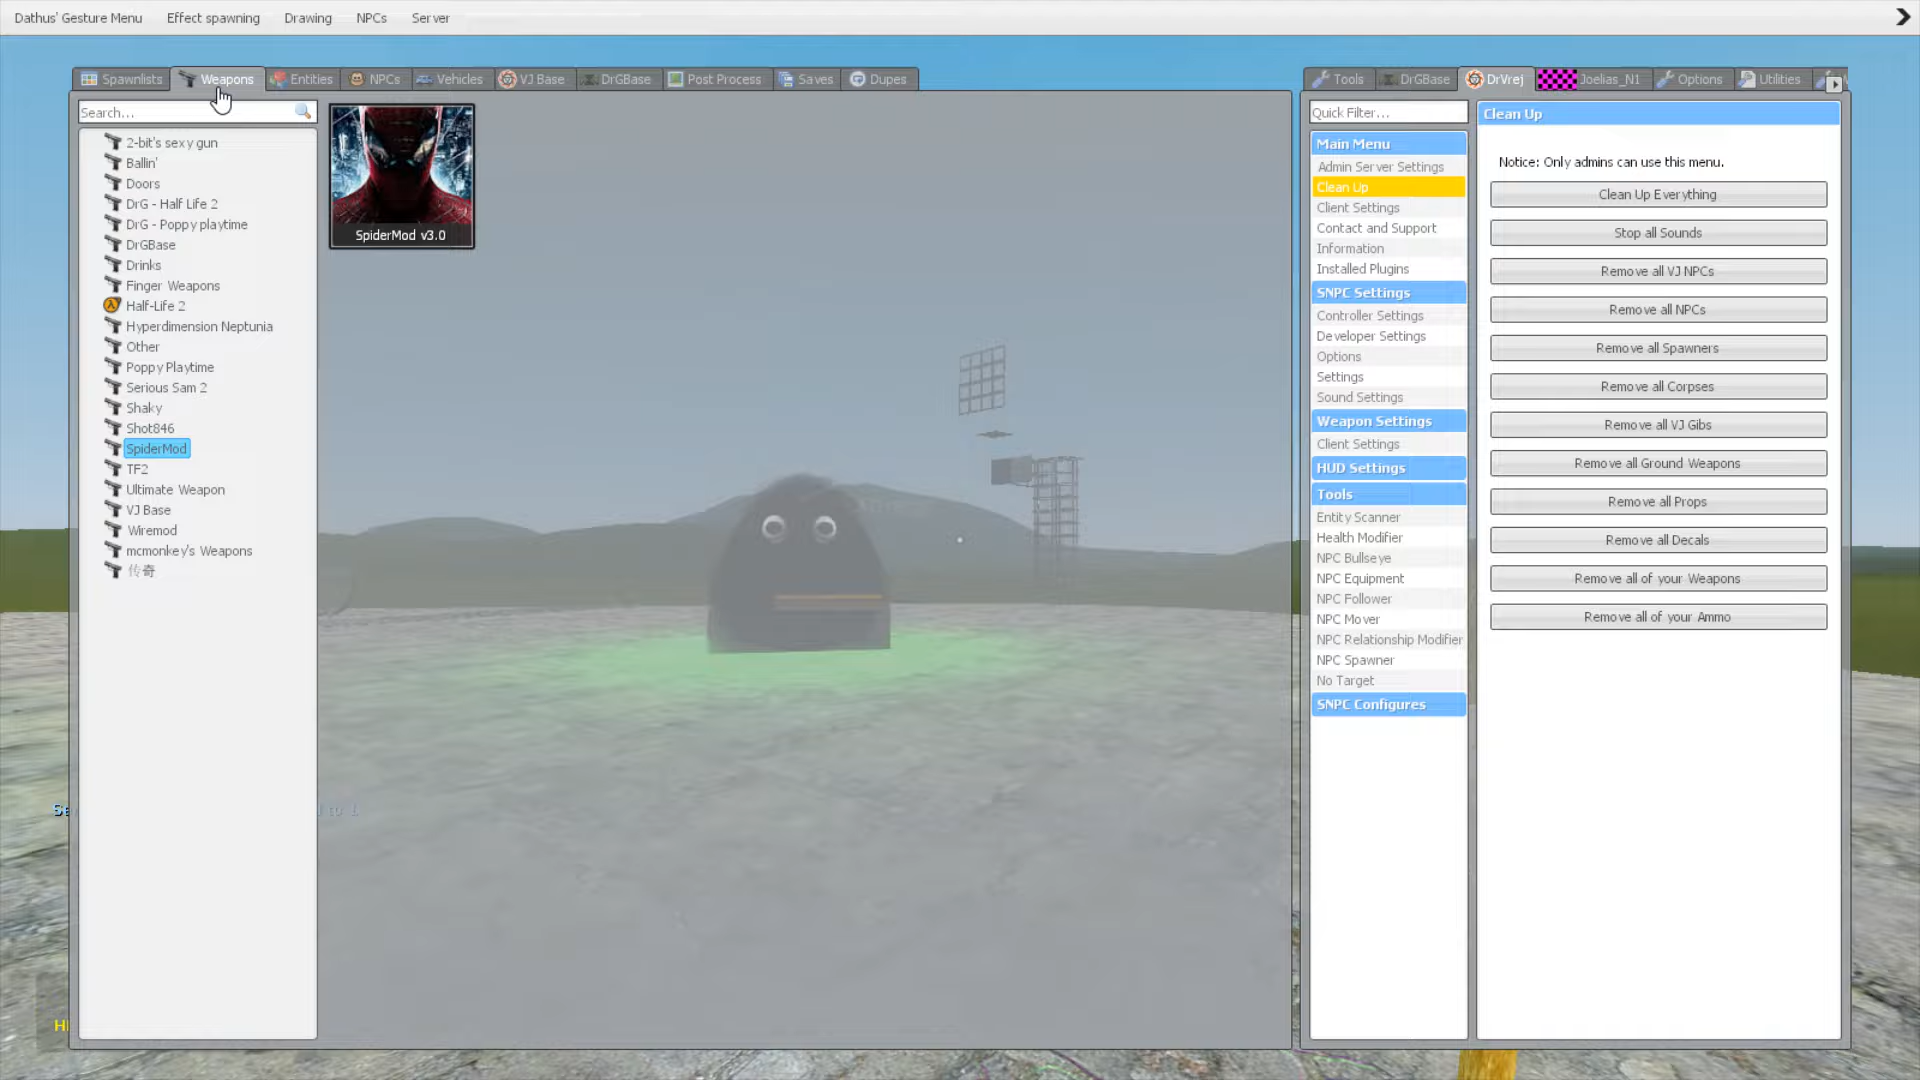 Dathus' Gesture Menu Effect spawning Drawing NPCs Server
Spawnlists Weapons Entities NPCs Vehicles VJ Base DrGBase Post Process Saves Dupes
Search...
2-bit's sexy gun
Ballin'
Doors
DrG - Half Life 2
DrG - Poppy playtime
DrGBase
Drinks
Finger Weapons
Half-Life 2
Hyperdimension Neptunia
Other
Poppy Playtime
Serious Sam 2
Shaky
Shot846
SpiderMod
TF2
Ultimate Weapon
VJ Base
Wiremod
mcmonkey's Weapons
传奇
SpiderMod v3.0
Tools DrGBase DrVrej Joelias_N1 Options Utilities
Quick Filter...
Main Menu
Admin Server Settings
Clean Up
Client Settings
Contact and Support
Information
Installed Plugins
SNPC Settings
Controller Settings
Developer Settings
Options
Settings
Sound Settings
Weapon Settings
Client Settings
HUD Settings
Tools
Entity Scanner
Health Modifier
NPC Bullseye
NPC Equipment
NPC Follower
NPC Mover
NPC Relationship Modifier
NPC Spawner
No Target
SNPC Configures
Clean Up
Notice: Only admins can use this menu.
Clean Up Everything
Stop all Sounds
Remove all VJ NPCs
Remove all NPCs
Remove all Spawners
Remove all Corpses
Remove all VJ Gibs
Remove all Ground Weapons
Remove all Props
Remove all Decals
Remove all of your Weapons
Remove all of your Ammo
to 1